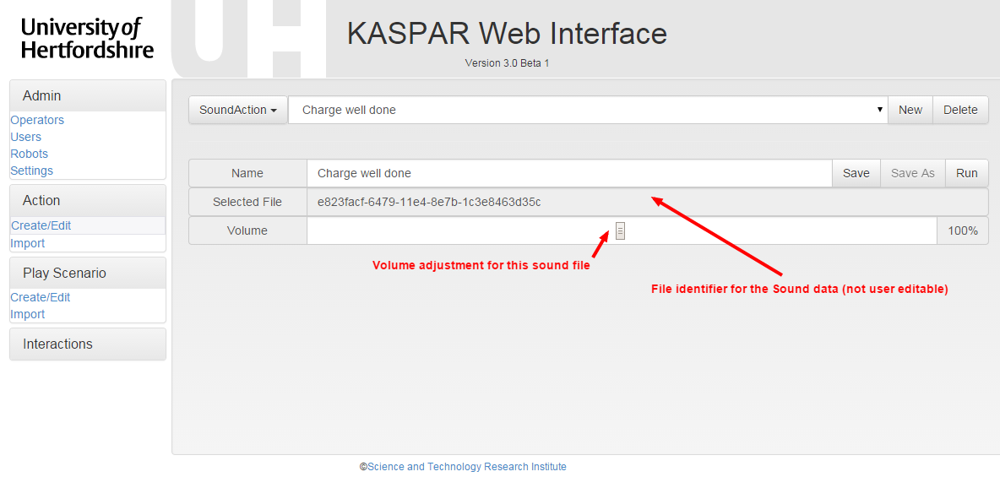 University of
Hertfordshire
KASPAR Web Interface
Version 3.0 Beta 1
Admin
Operators
Users
Robots
Settings
Action
Create/Edit
Import
Play Scenario
Create/Edit
Import
Interactions
SoundAction Charge well done New Delete
Name Charge well done Save Save As Run
Selected File e823facf-6479-11e4-8e7b-1c3e8463d35c
Volume 100%
Volume adjustment for this sound file
File identifier for the Sound data (not user editable)
©Science and Technology Research Institute